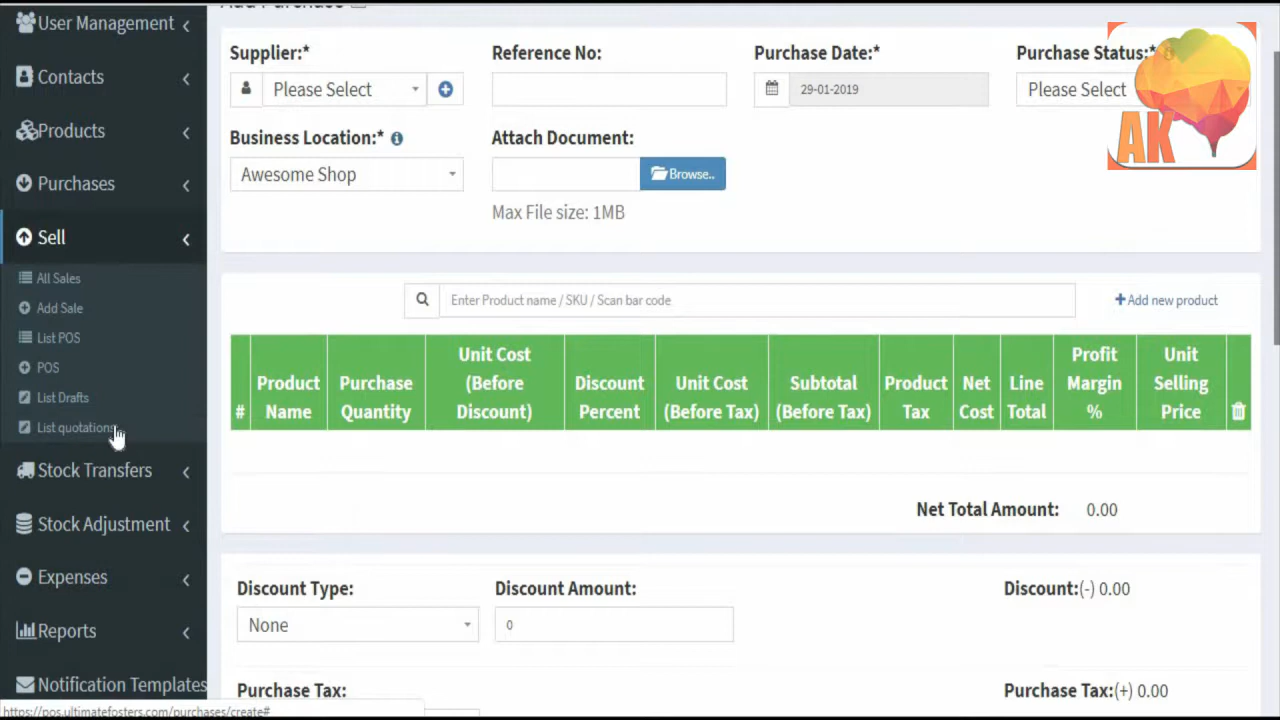 Add Purchase
User Management
Contacts
Products
Purchases
Sell
All Sales
Add Sale
List POS
POS
List Drafts
List quotations
Stock Transfers
Stock Adjustment
Expenses
Reports
Notification Templates
Supplier:*
Please Select
Reference No:
Purchase Date:*
29-01-2019
Purchase Status:*
Please Select
AK
Business Location:*
Awesome Shop
Attach Document:
Browse..
Max File size: 1MB
Enter Product name / SKU / Scan bar code
Add new product
#
Product
Name
Purchase
Quantity
Unit Cost
(Before
Discount)
Discount
Percent
Unit Cost
(Before Tax)
Subtotal
(Before Tax)
Product
Tax
Net
Cost
Line
Total
Profit
Margin
%
Unit
Selling
Price
Net Total Amount: 0.00
Discount Type:
None
Discount Amount:
0
Discount:(-) 0.00
Purchase Tax:
Purchase Tax:(+) 0.00
https://pos.ultimatefosters.com/purchases/create#